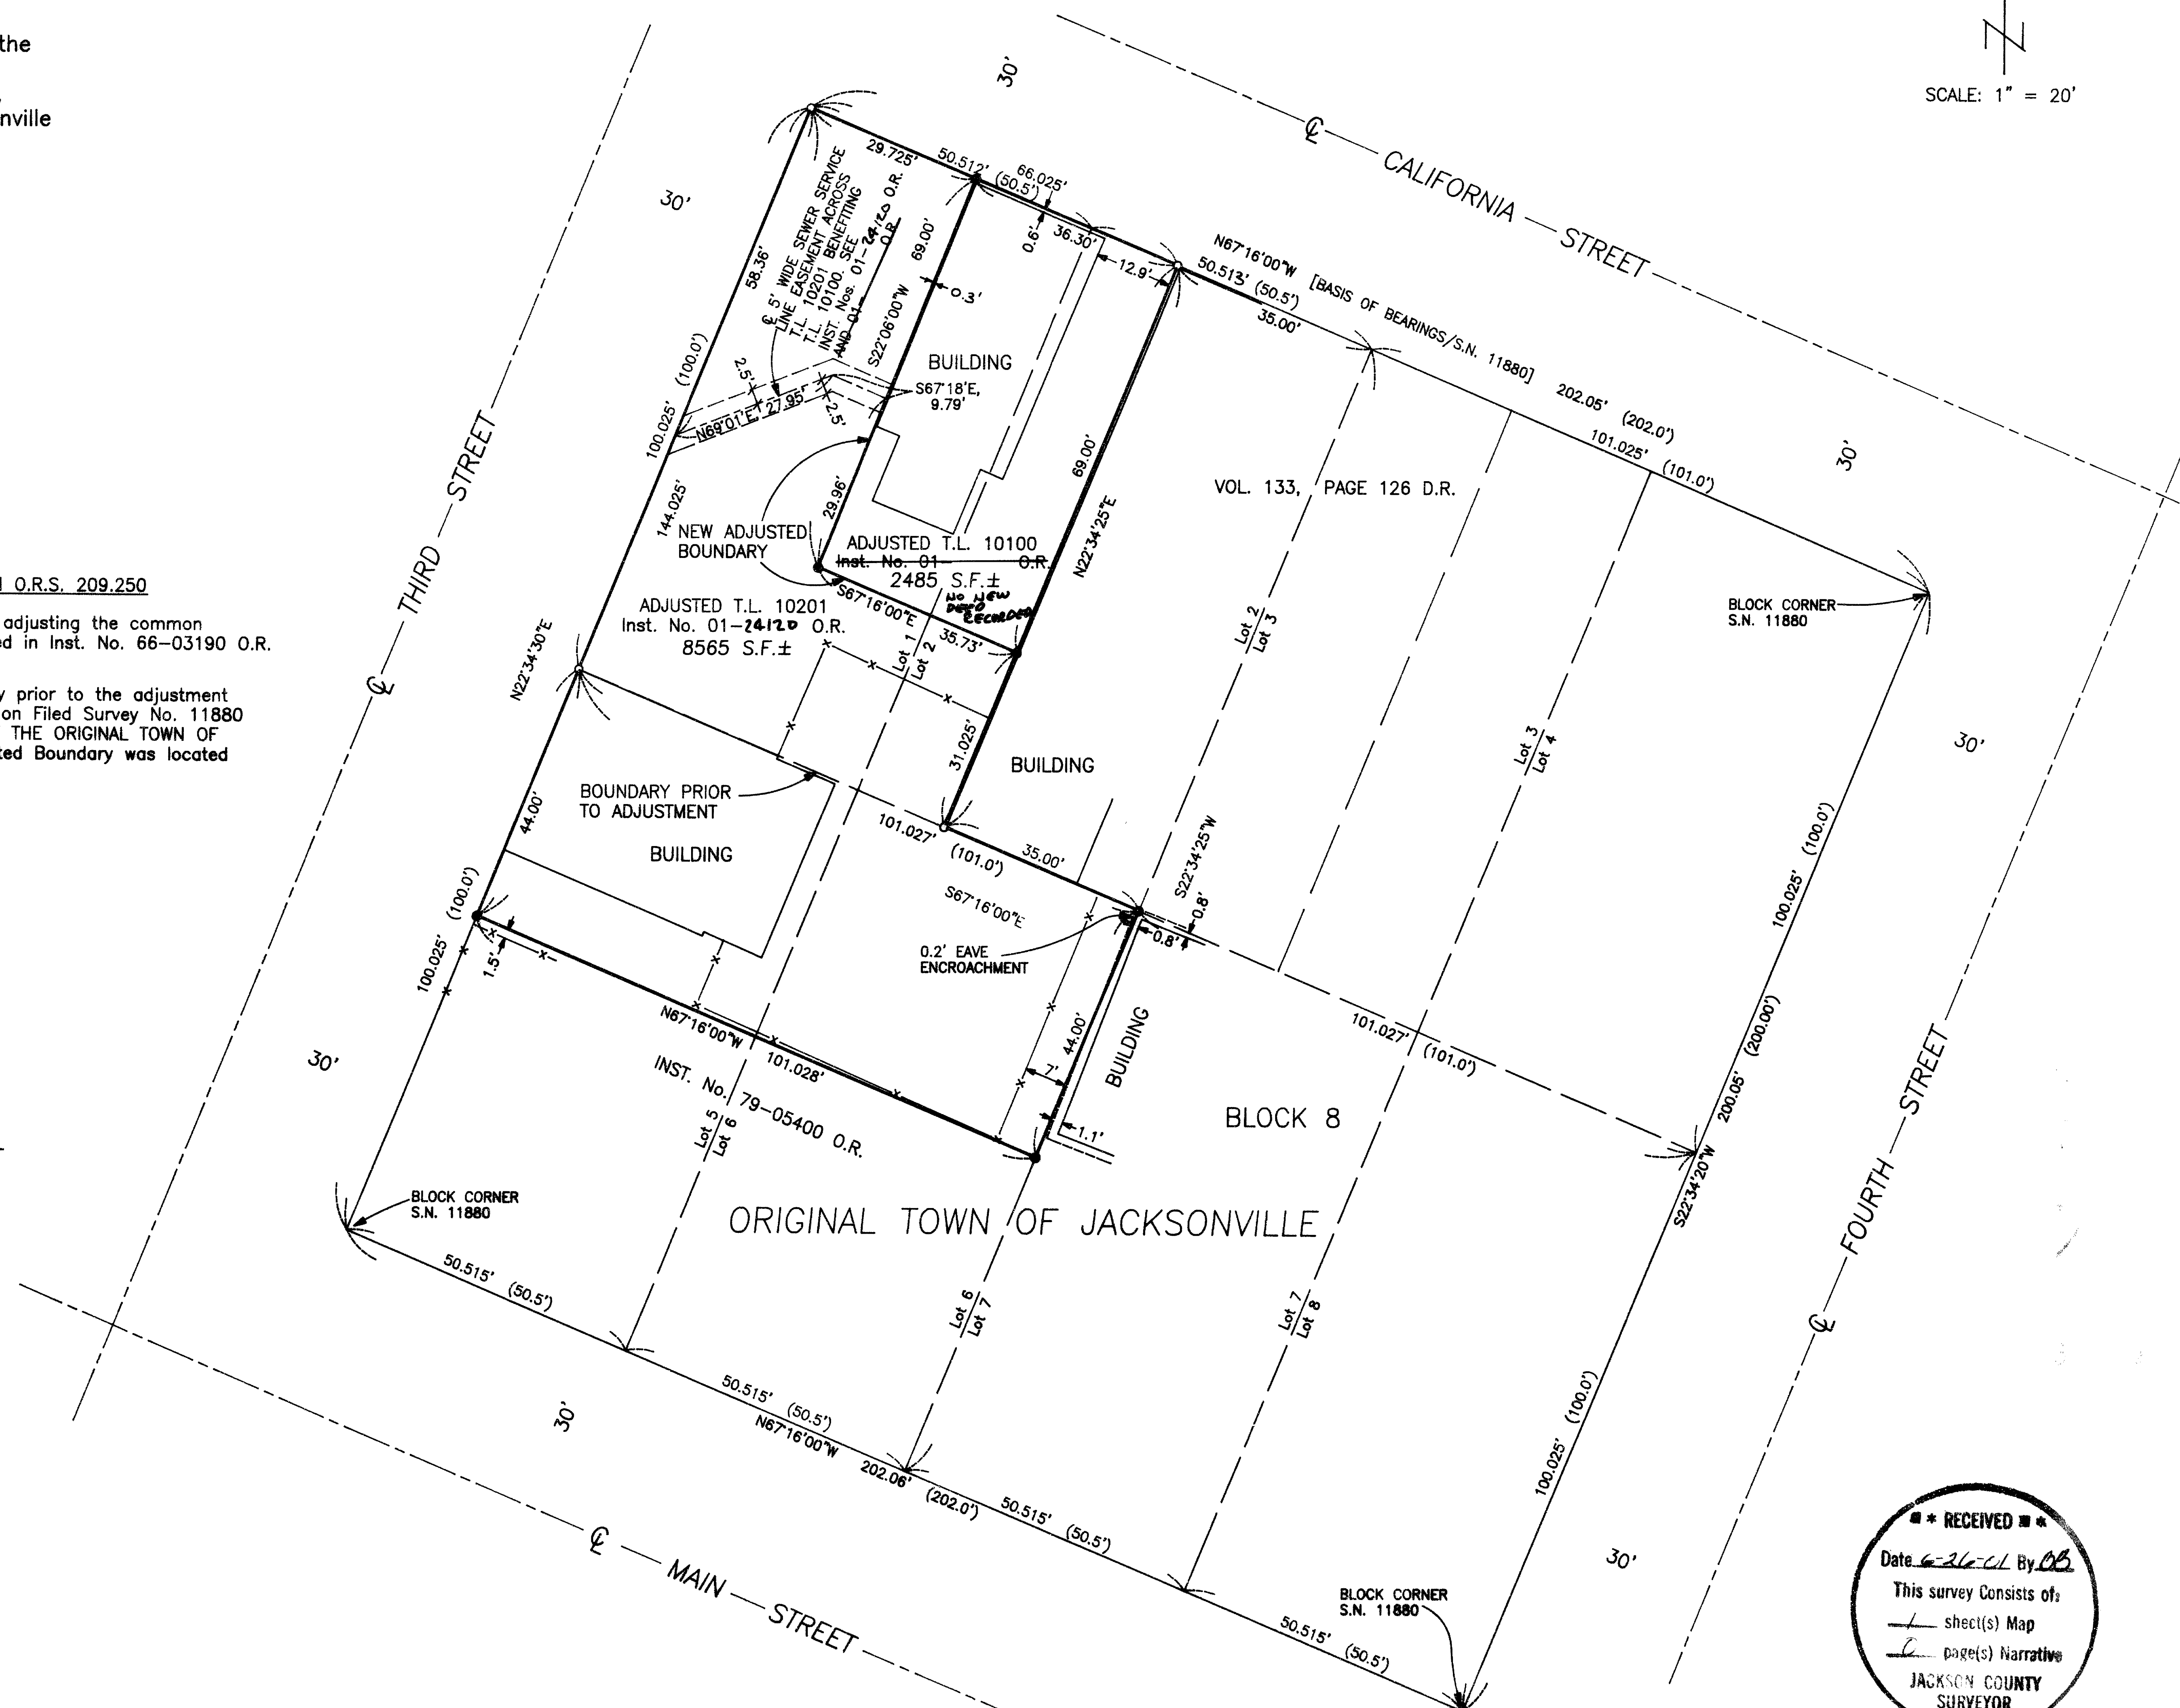 the
nville
SCALE: 1" = 20'
30'
30'
CALIFORNIA STREET
29.725'
50.512'
(50.5')
66.025'
36.30'
0.6'
12.9'
N67°16'00"W [BASIS OF BEARINGS/S.N. 11880] 202.05' (202.0')
50.513' (50.5')
35.00'
101.025' (101.0')
30'
℄ 5' WIDE SEWER SERVICE
LINE EASEMENT ACROSS
T.L. 10201 BENEFITING
T.L. 10100. SEE
INST. Nos. 01-24120 O.R.
AND 01- O.R.
58.36'
69.00'
0.3'
S22°06'00"W
BUILDING
S67°18'E,
9.79'
2.5'
2.5'
N69°01'E, 27.95'
100.025' (100.0')
144.025'
THIRD STREET
29.96'
69.00'
N22°34'25"E
VOL. 133, PAGE 126 D.R.
NEW ADJUSTED
BOUNDARY
ADJUSTED T.L. 10100
Inst. No. 01- O.R.
2485 S.F.±
NO NEW
DEED
RECORDED
S67°16'00"E
35.73'
ADJUSTED T.L. 10201
Inst. No. 01-24120 O.R.
8565 S.F.±
Lot 1
Lot 2
Lot 2
Lot 3
Lot 3
Lot 4
BLOCK CORNER
S.N. 11880
O.R.S. 209.250
adjusting the common
ed in Inst. No. 66-03190 O.R.
y prior to the adjustment
on Filed Survey No. 11880
THE ORIGINAL TOWN OF
ted Boundary was located
N22°34'30"E
31.025'
BUILDING
30'
BOUNDARY PRIOR
TO ADJUSTMENT
44.00'
BUILDING
101.027'
(101.0')
35.00'
S67°16'00"E
S22°34'25"W
0.8'
0.8'
0.2' EAVE
ENCROACHMENT
100.025' (100.0')
(100.0')
100.025'
1.5'
N67°16'00"W
101.028'
44.00'
7'
1.1'
BUILDING
101.027' (101.0')
200.05' (200.00')
S22°34'20"W
FOURTH STREET
30'
INST. No. 79-05400 O.R.
BLOCK 8
Lot 5
Lot 6
BLOCK CORNER
S.N. 11880
ORIGINAL TOWN OF JACKSONVILLE
50.515' (50.5')
Lot 6
Lot 7
Lot 7
Lot 8
50.515' (50.5')
N67°16'00"W 202.06' (202.0')
30'
50.515' (50.5')
100.025' (100.0')
MAIN STREET
50.515' (50.5')
30'
BLOCK CORNER
S.N. 11880
* RECEIVED *
Date 6-26-01 By BB
This survey Consists of:
1 sheet(s) Map
0 page(s) Narrative
JACKSON COUNTY
SURVEYOR